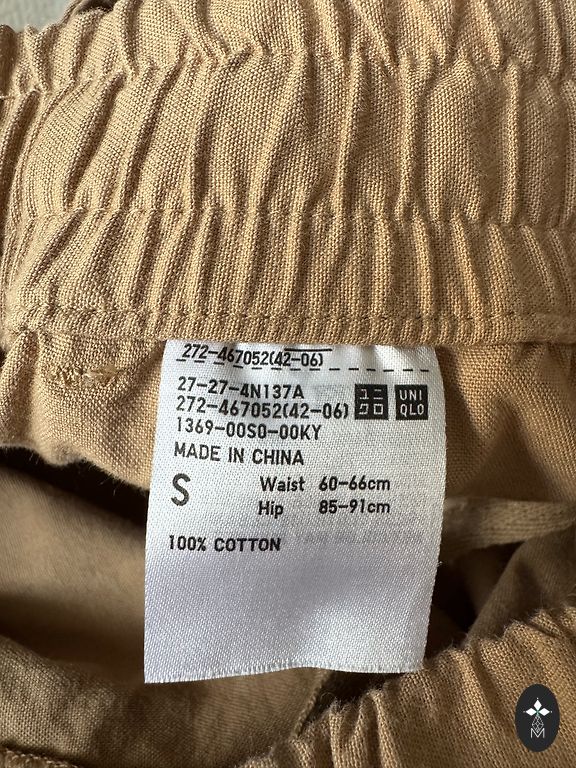 272-467052(42-06)
27-27-4N137A
272-467052(42-06)
ユニ
クロ
UNI
QLO
1369-00S0-00KY
MADE IN CHINA
S
Waist 60-66cm
Hip 85-91cm
100% COTTON
M